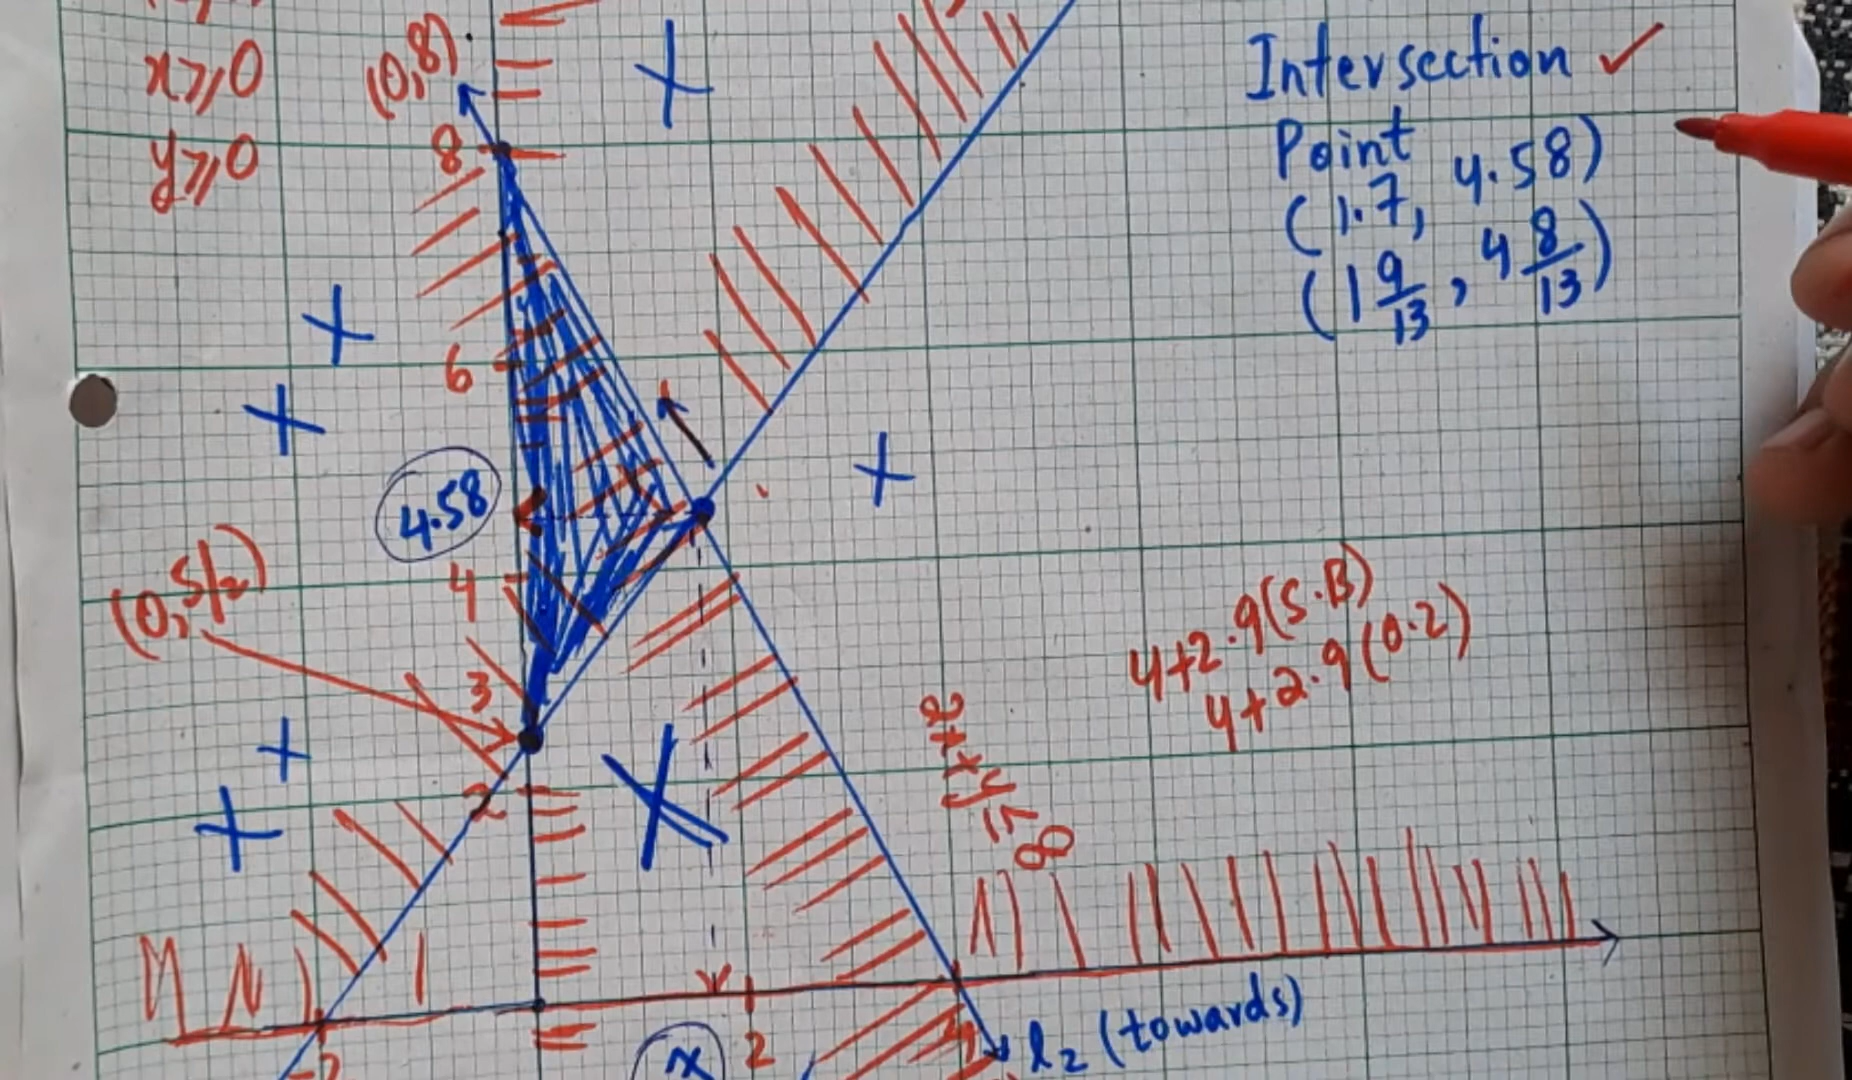 x⩾0
y⩾0
(0,8)
8
6
4.58
4
(0, 5/2)
3
2
-2
2
x
Intersection ✓
Point
(1.7, 4.58)
(1 9/13, 4 8/13)
4+2.9(S.B)
4+2.9(0.2)
2x+y≤8
l2 (towards)